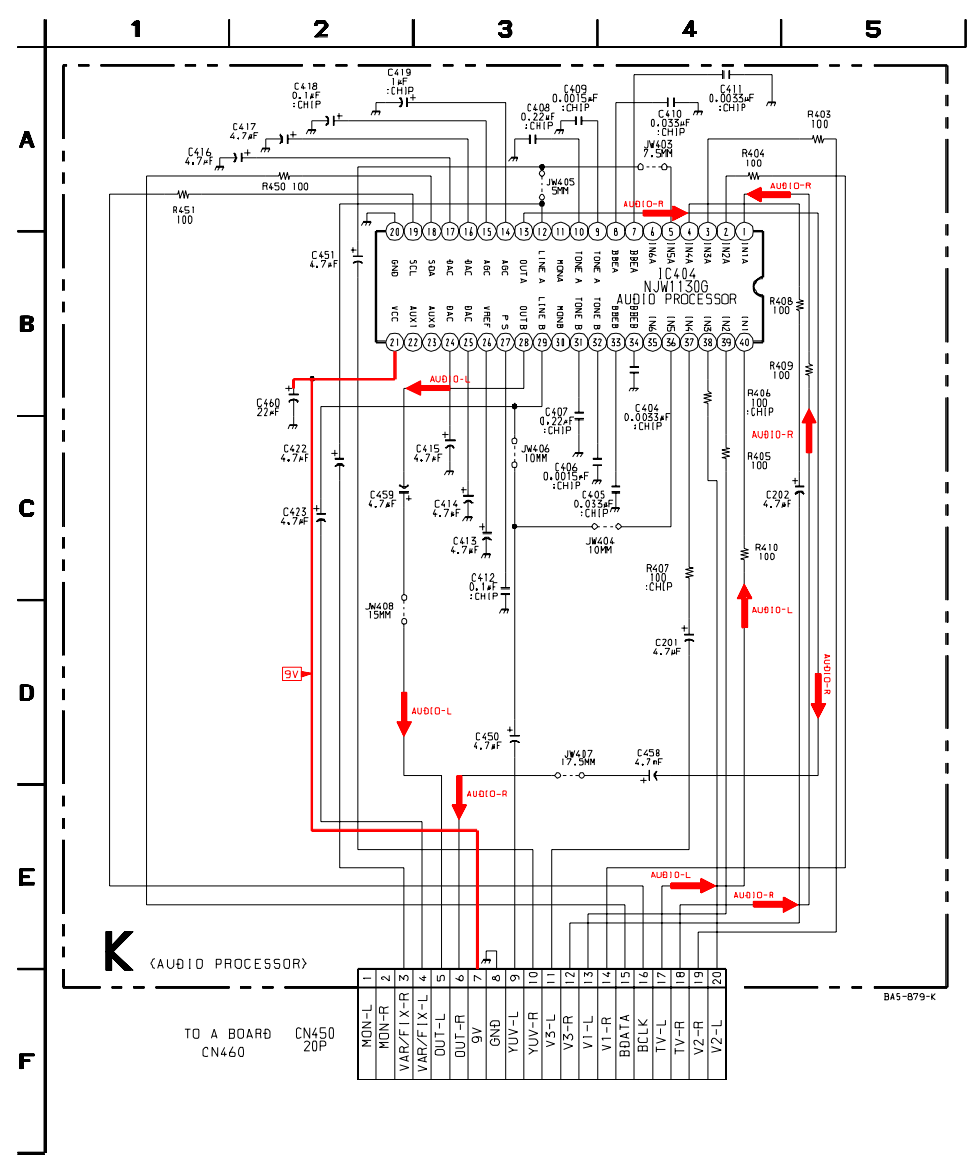 1 2 3 4 5
A
B
C
D
E
F
C419
1µF
:CHIP
C418
0.1µF
:CHIP
C417
4.7µF
C416
4.7µF
C409
0.0015µF
:CHIP
C408
0.22µF
:CHIP
C411
0.0033µF
:CHIP
C410
0.033µF
:CHIP
R403
100
JW403
7.5MM
R404
100
R450 100
R451
100
JW405
5MM
AUDIO-R
AUDIO-R
20 19 18 17 16 15 14 13 12 11 10 9 8 7 6 5 4 3 2 1
GND SCL SDA DAC DAC AGC AGC OUTA LINE A MONA TONE A TONE A BBEA BBEA IN6A IN5A IN4A IN3A IN2A IN1A
IC404
NJW1130G
AUDIO PROCESSOR
VCC AUX1 AUX0 DAC DAC VREF P S OUTB LINE B MONB TONE B TONE B BBEB BBEB IN6 IN5 IN4 IN3 IN2 IN1
21 22 23 24 25 26 27 28 29 30 31 32 33 34 35 36 37 38 39 40
C451
4.7µF
R408
100
R409
100
AUDIO-L
C460
22µF
R406
100
:CHIP
C407
0.22µF
:CHIP
C404
0.0033µF
:CHIP
AUDIO-R
C422
4.7µF
C415
4.7µF
JW406
10MM
R405
100
C406
0.0015µF
:CHIP
C459
4.7µF
C414
4.7µF
C405
0.033µF
:CHIP
C202
4.7µF
C423
4.7µF
C413
4.7µF
JW404
10MM
R410
100
R407
100
:CHIP
C412
0.1µF
:CHIP
JW408
15MM
AUDIO-L
C201
4.7µF
9V
AUDIO-R
AUDIO-L
C450
4.7µF
JW407
17.5MM
C458
4.7µF
AUDIO-R
AUDIO-L
AUDIO-R
K
(AUDIO PROCESSOR)
BA5-879-K
TO A BOARD
CN460
CN450
20P
1 2 3 4 5 6 7 8 9 10 11 12 13 14 15 16 17 18 19 20
MON-L
MON-R
VAR/FIX-R
VAR/FIX-L
OUT-L
OUT-R
9V
GND
YUV-L
YUV-R
V3-L
V3-R
V1-L
V1-R
BDATA
BCLK
TV-L
TV-R
V2-R
V2-L